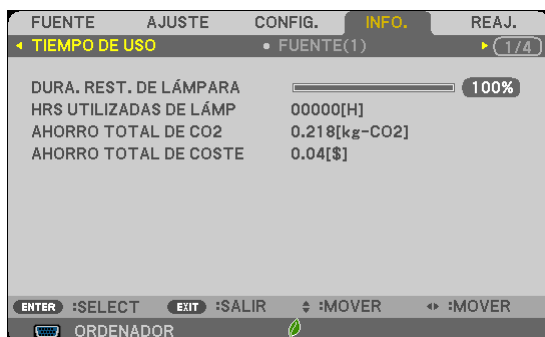 FUENTE AJUSTE CONFIG. INFO. REAJ.
TIEMPO DE USO FUENTE(1) 1/4
DURA. REST. DE LÁMPARA 100%
HRS UTILIZADAS DE LÁMP 00000[H]
AHORRO TOTAL DE CO2 0.218[kg-CO2]
AHORRO TOTAL DE COSTE 0.04[$]
ENTER :SELECT EXIT :SALIR :MOVER :MOVER
ORDENADOR